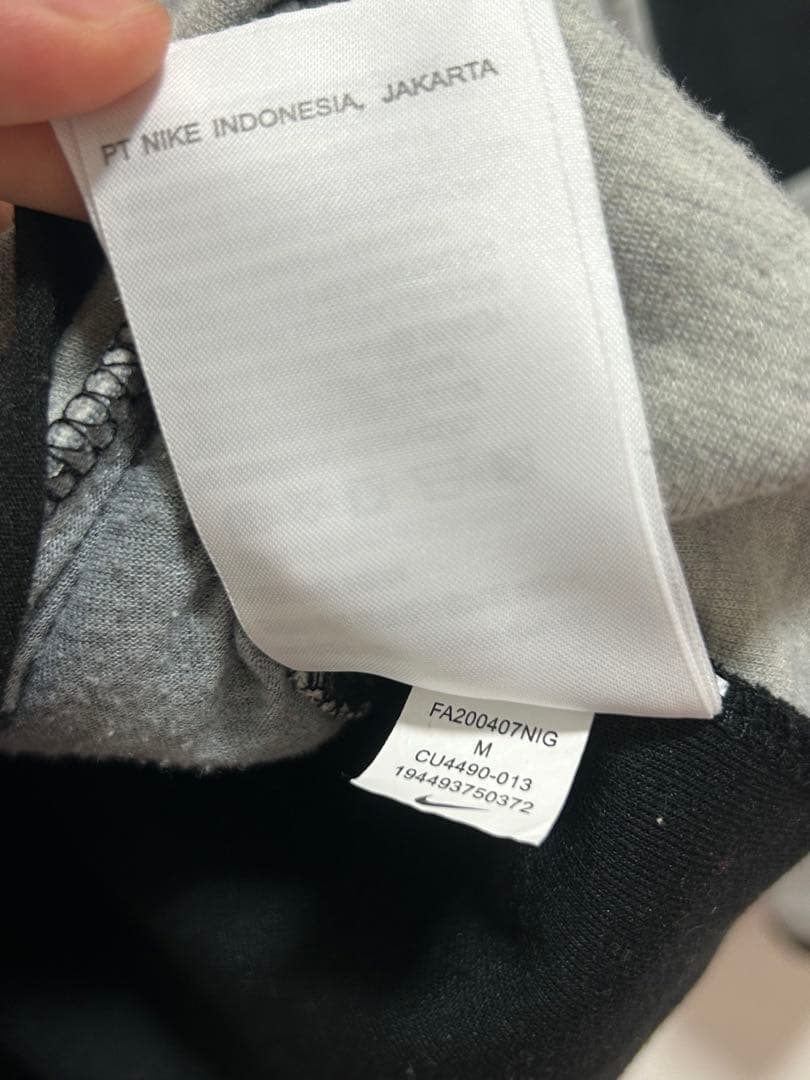 PT NIKE INDONESIA, JAKARTA
FA200407NIG
M
CU4490-013
194493750372